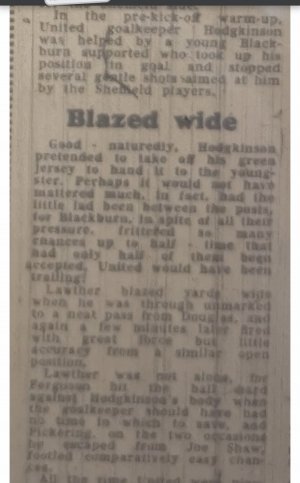 In the pre-kick-off warm-up,
United goalkeeper Hodgkinson
was helped by a young Black-
burn supported who took up his
position in goal and stopped
several gentle shots aimed at him
by the Sheffield players.
Blazed wide
Good - naturedly, Hodgkinson
pretended to take off his green
jersey to hand it to the young-
ster. Perhaps it would not have
mattered much. In fact, had the
little lad been between the posts,
for Blackburn, in spite of all their
pressure, frittered so many
chances up to half - time that
had only half of them been
accepted, United would have been
trailing!
Lawther blazed yards wide
when he was through unmarked
to a neat pass from Douglas, and
again a few minutes later fired
with great force but little
accuracy from a similar open
position.
Lawther was not alone, for
Ferguson hit the ball hard
against Hodgkinson's body when
the goalkeeper should have had
no time in which to save, and
Pickering, on the two occasions
he escaped from Joe Shaw,
footled comparatively easy chan-
ces.
All the time United